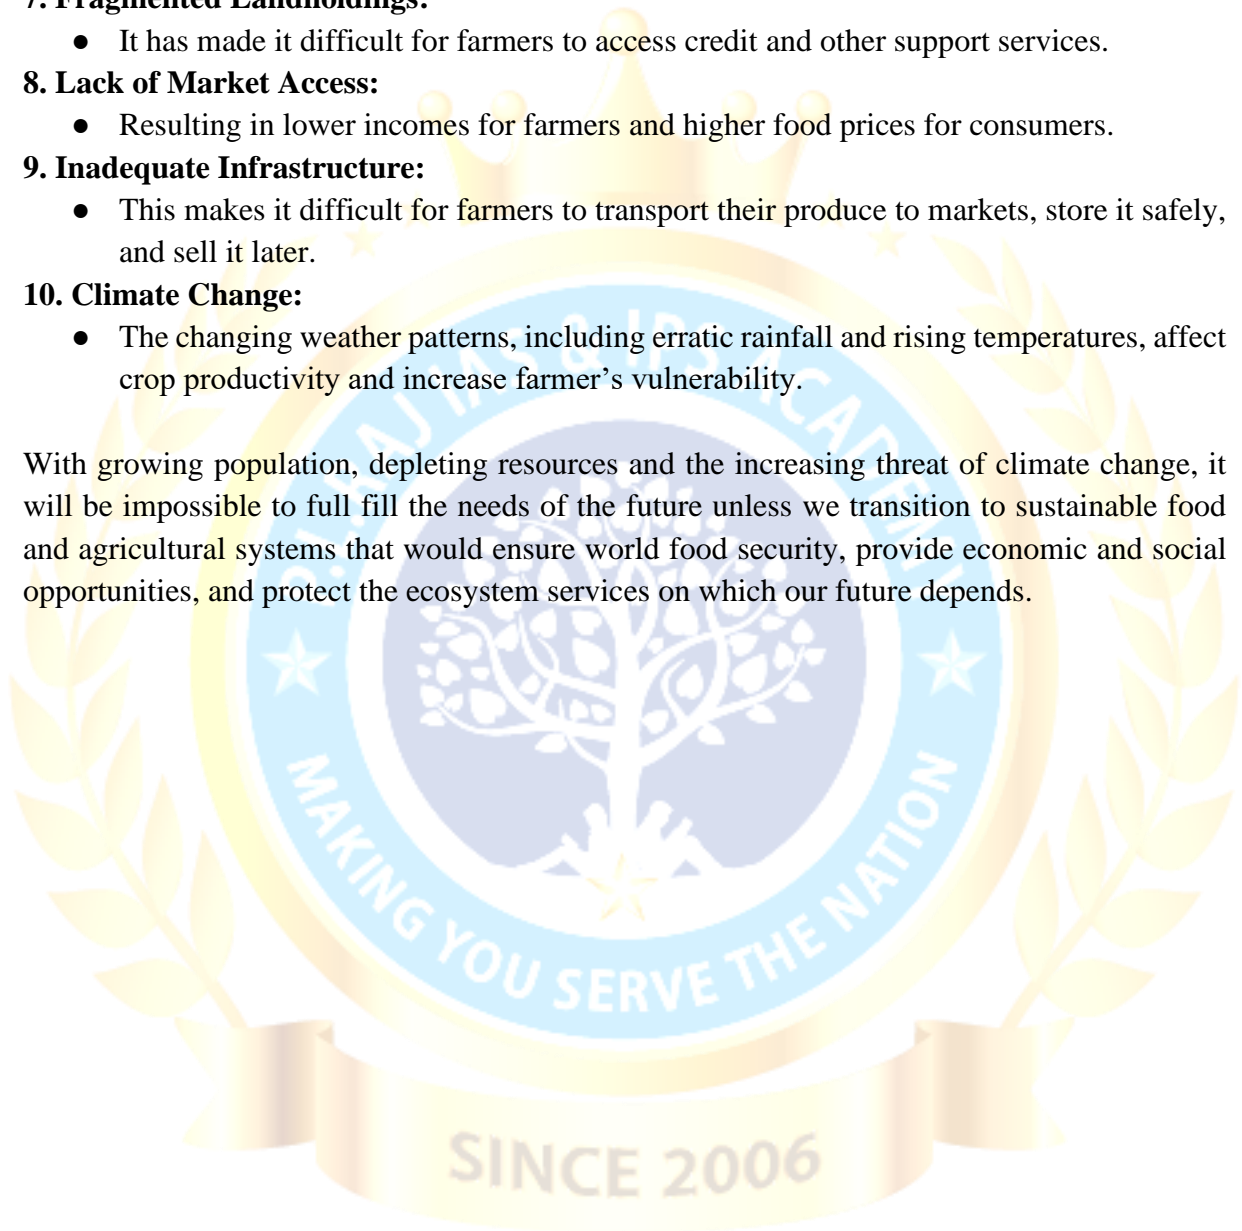 7. Fragmented Landholdings:
● It has made it difficult for farmers to access credit and other support services.
8. Lack of Market Access:
● Resulting in lower incomes for farmers and higher food prices for consumers.
9. Inadequate Infrastructure:
● This makes it difficult for farmers to transport their produce to markets, store it safely,
and sell it later.
10. Climate Change:
● The changing weather patterns, including erratic rainfall and rising temperatures, affect
crop productivity and increase farmer’s vulnerability.
With growing population, depleting resources and the increasing threat of climate change, it
will be impossible to full fill the needs of the future unless we transition to sustainable food
and agricultural systems that would ensure world food security, provide economic and social
opportunities, and protect the ecosystem services on which our future depends.
RAJ IAS & IPS ACADEMY
MAKING YOU SERVE THE NATION
SINCE 2006